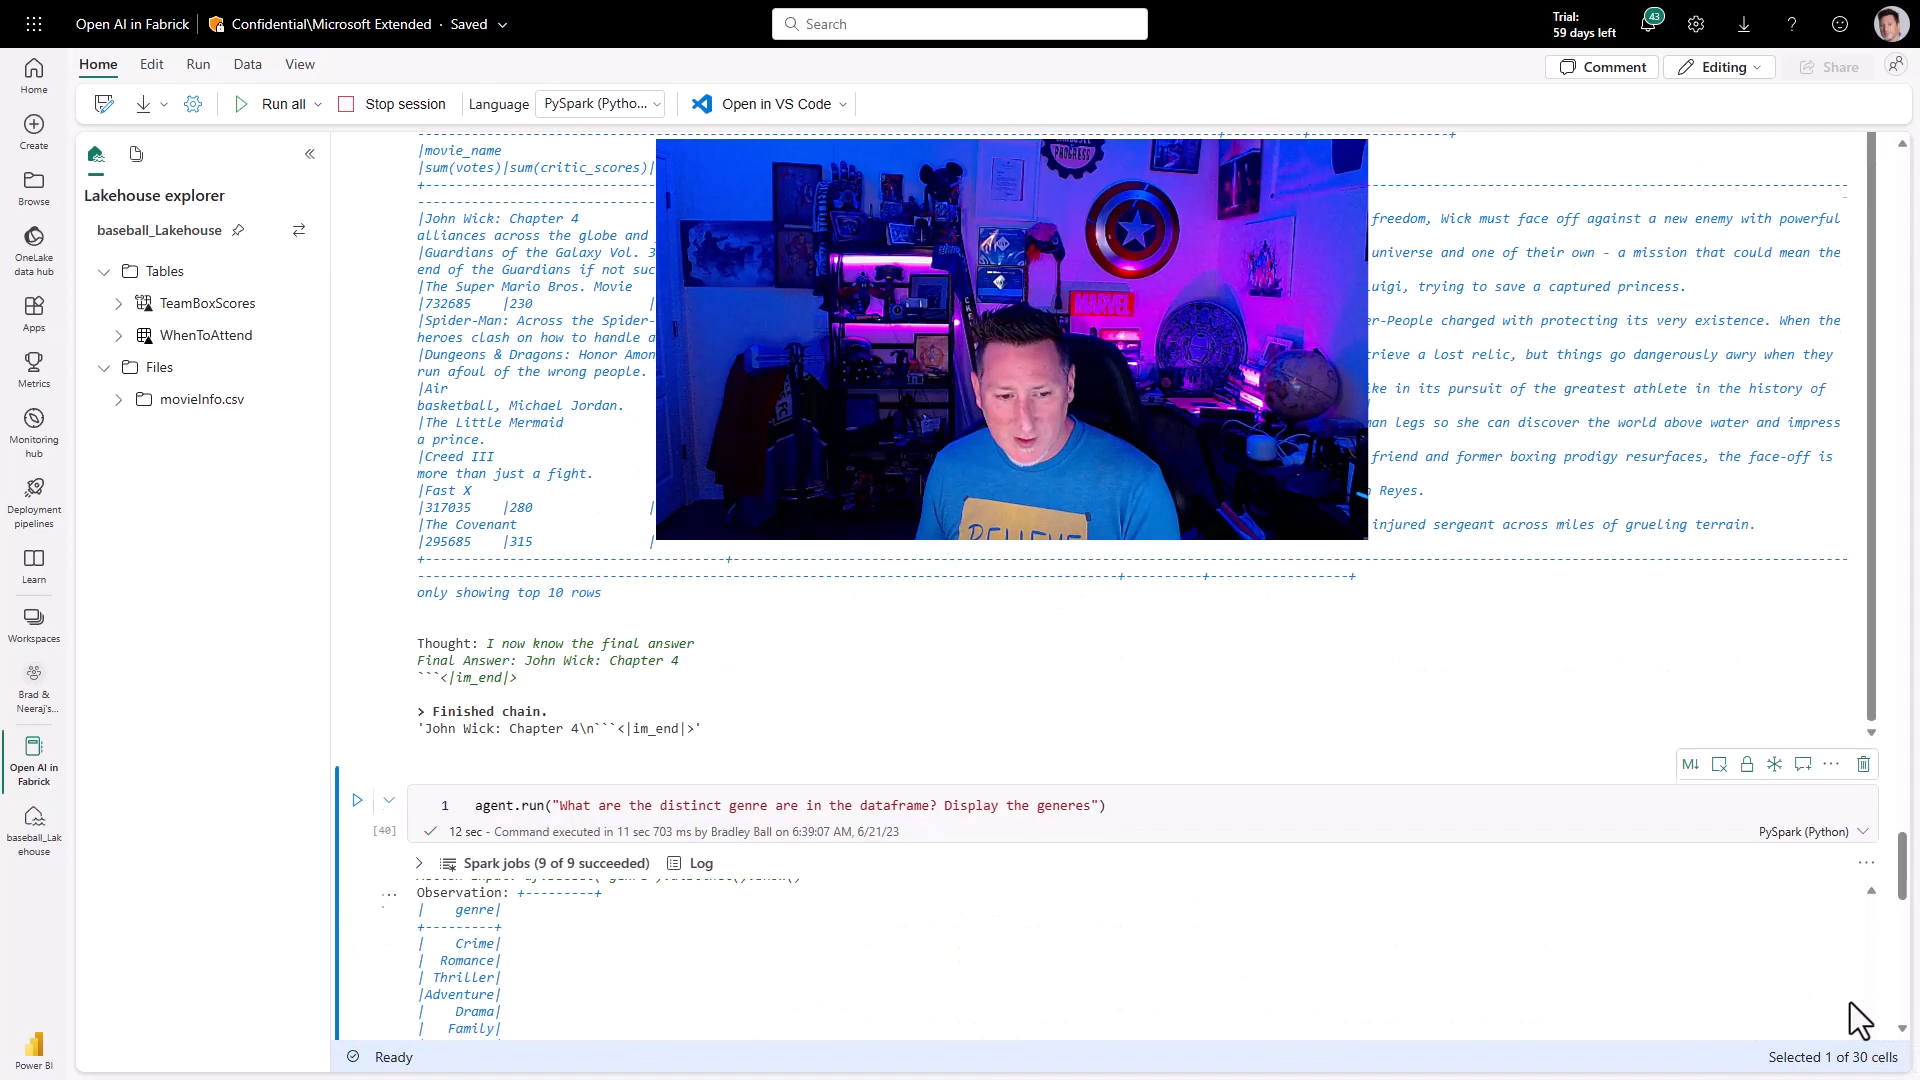 Open AI in Fabrick
Confidential\Microsoft Extended · Saved
Search
Trial:
59 days left
43
Home Edit Run Data View
Comment Editing Share
Run all Stop session Language PySpark (Pytho... Open in VS Code
Home
Create
Browse
OneLake
data hub
Apps
Metrics
Monitoring
hub
Deployment
pipelines
Learn
Workspaces
Brad &
Neeraj's...
Open AI in
Fabrick
baseball_Lak
ehouse
Power BI
Lakehouse explorer
baseball_Lakehouse
Tables
TeamBoxScores
WhenToAttend
Files
movieInfo.csv
|movie_name
|sum(votes)|sum(critic_scores)|
|John Wick: Chapter 4 freedom, Wick must face off against a new enemy with powerful
alliances across the globe and
|Guardians of the Galaxy Vol. 3 universe and one of their own - a mission that could mean the
end of the Guardians if not suc
|The Super Mario Bros. Movie uigi, trying to save a captured princess.
|732685 |230 |
|Spider-Man: Across the Spider- er-People charged with protecting its very existence. When the
heroes clash on how to handle a
|Dungeons & Dragons: Honor Amon trieve a lost relic, but things go dangerously awry when they
run afoul of the wrong people.
|Air ike in its pursuit of the greatest athlete in the history of
basketball, Michael Jordan.
|The Little Mermaid man legs so she can discover the world above water and impress
a prince.
|Creed III friend and former boxing prodigy resurfaces, the face-off is
more than just a fight.
|Fast X Reyes.
|317035 |280 |
|The Covenant injured sergeant across miles of grueling terrain.
|295685 |315 |
only showing top 10 rows
PROGRESS
MARVEL
BELIEVE
Thought: I now know the final answer
Final Answer: John Wick: Chapter 4
```<|im_end|>
> Finished chain.
'John Wick: Chapter 4\n```<|im_end|>'
M↓
1 agent.run("What are the distinct genre are in the dataframe? Display the generes")
[40] 12 sec - Command executed in 11 sec 703 ms by Bradley Ball on 6:39:07 AM, 6/21/23 PySpark (Python)
Spark jobs (9 of 9 succeeded) Log
Observation: +---------+
| genre|
+---------+
| Crime|
| Romance|
| Thriller|
|Adventure|
| Drama|
| Family|
Ready
Selected 1 of 30 cells